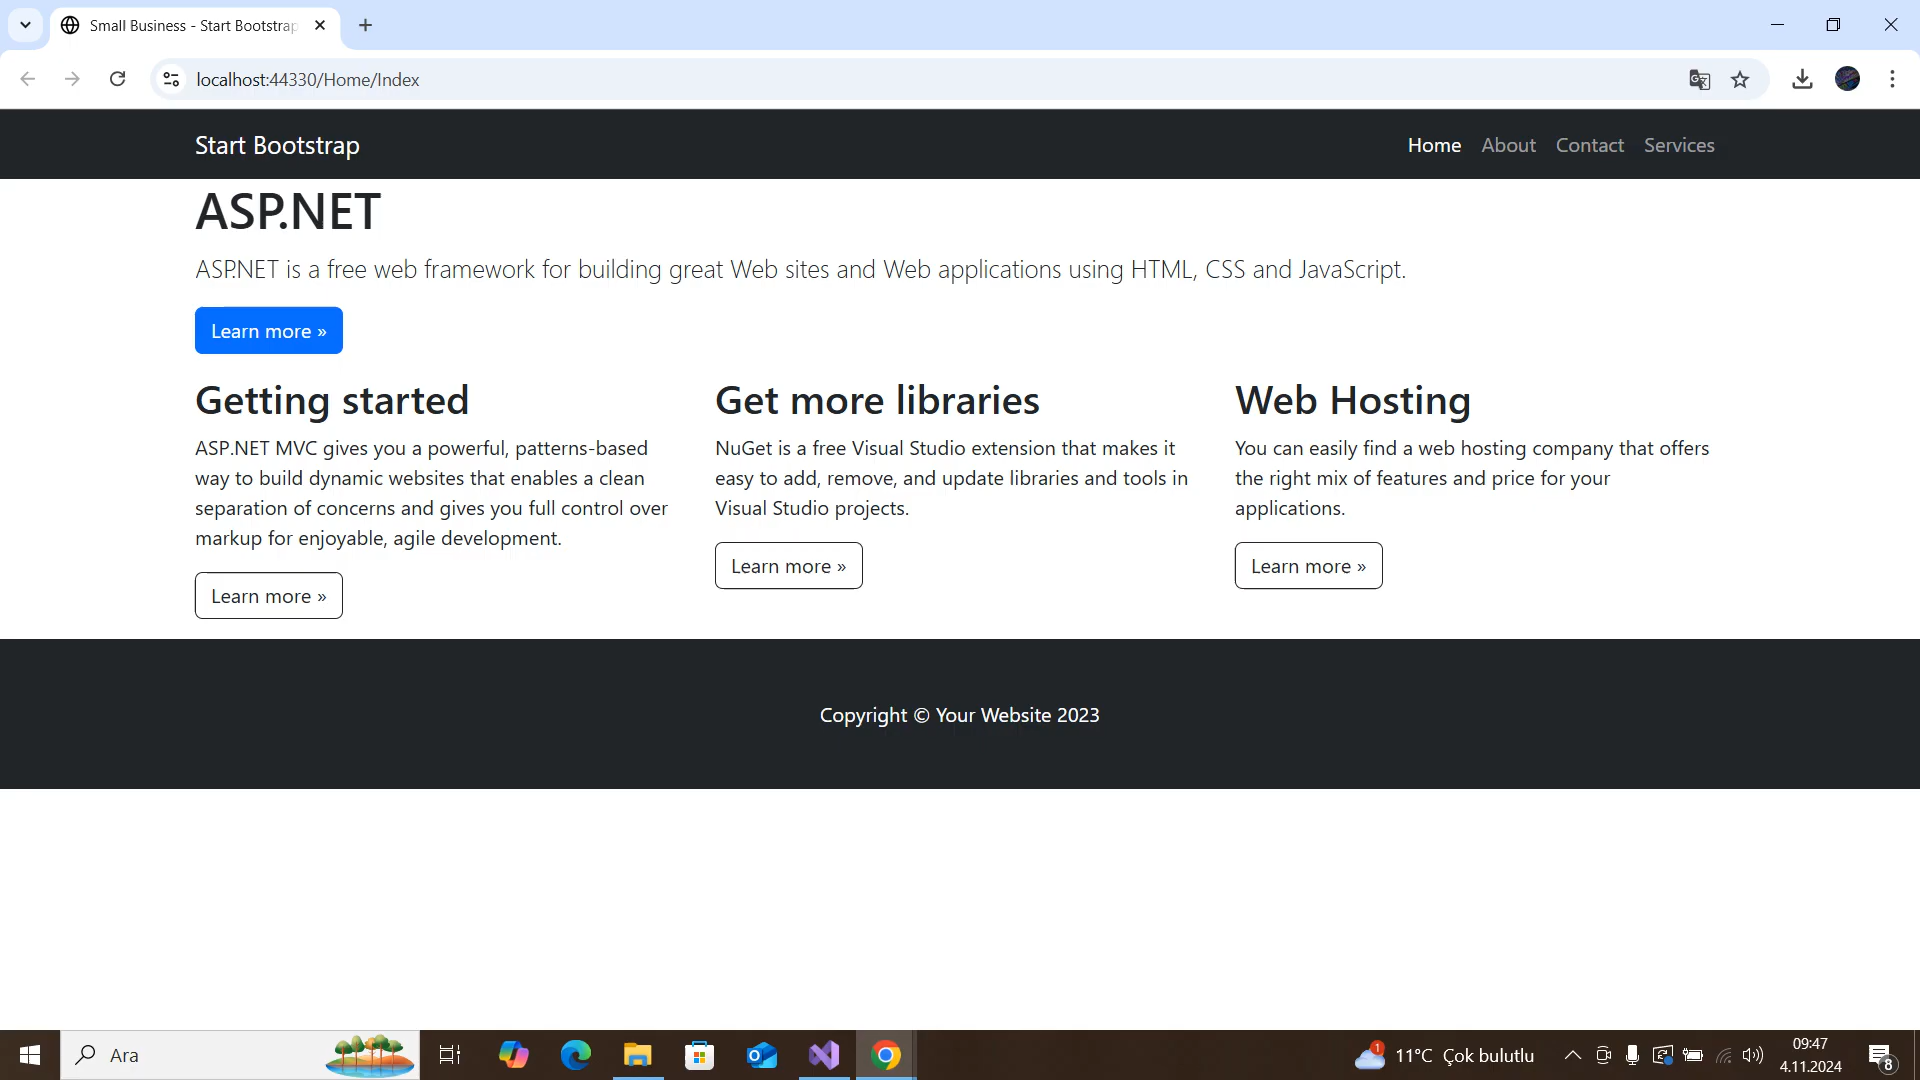 Small Business - Start Bootstrap
localhost:44330/Home/Index
Start Bootstrap
Home About Contact Services
ASP.NET
ASP.NET is a free web framework for building great Web sites and Web applications using HTML, CSS and JavaScript.
Learn more »
Getting started
ASP.NET MVC gives you a powerful, patterns-based
way to build dynamic websites that enables a clean
separation of concerns and gives you full control over
markup for enjoyable, agile development.
Learn more »
Get more libraries
NuGet is a free Visual Studio extension that makes it
easy to add, remove, and update libraries and tools in
Visual Studio projects.
Learn more »
Web Hosting
You can easily find a web hosting company that offers
the right mix of features and price for your
applications.
Learn more »
Copyright © Your Website 2023
Ara
1
11°C Çok bulutlu
09:47
4.11.2024
8